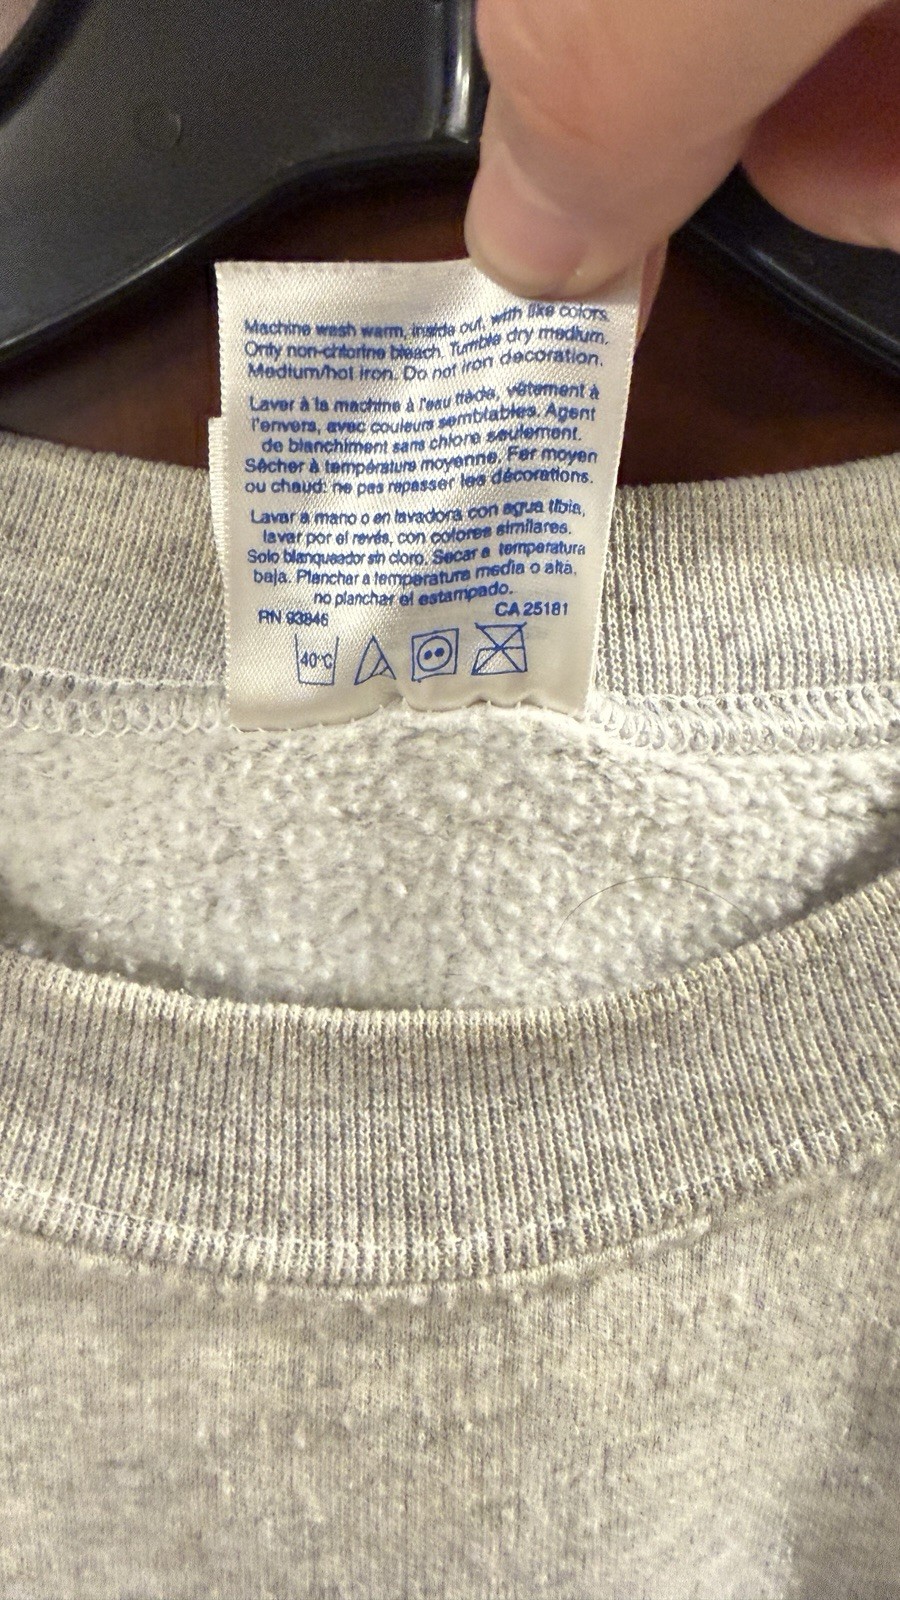 Machine wash warm, inside out, with like colors.
Only non-chlorine bleach. Tumble dry medium.
Medium/hot iron. Do not iron decoration.
Laver à la machine à l'eau tiède, vêtement à
l'envers, avec couleurs semblables. Agent
de blanchiment sans chlore seulement.
Sécher à température moyenne. Fer moyen
ou chaud: ne pas repasser les décorations.
Lavar a mano o en lavadora con agua tibia,
lavar por el revés, con colores similares.
Solo blanqueador sin cloro. Secar a temperatura
baja. Planchar a temperatura media o alta,
no planchar el estampado.
RN 93846 CA 25181
40°C